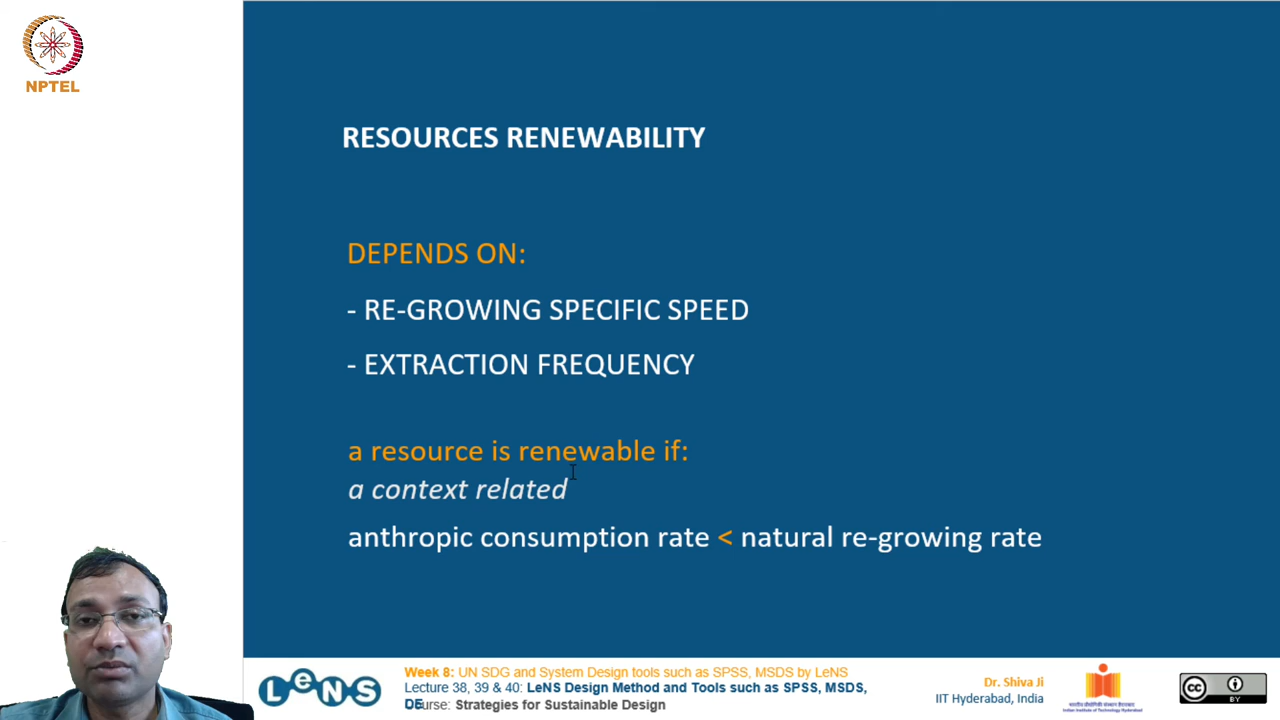 NPTEL
RESOURCES RENEWABILITY
DEPENDS ON:
- RE-GROWING SPECIFIC SPEED
- EXTRACTION FREQUENCY
a resource is renewable if:
a context related
anthropic consumption rate < natural re-growing rate
LeNS
Week 8: UN SDG and System Design tools such as SPSS, MSDS by LeNS
Lecture 38, 39 & 40: LeNS Design Method and Tools such as SPSS, MSDS,
Course: Strategies for Sustainable Design
Dr. Shiva Ji
IIT Hyderabad, India
cc
BY